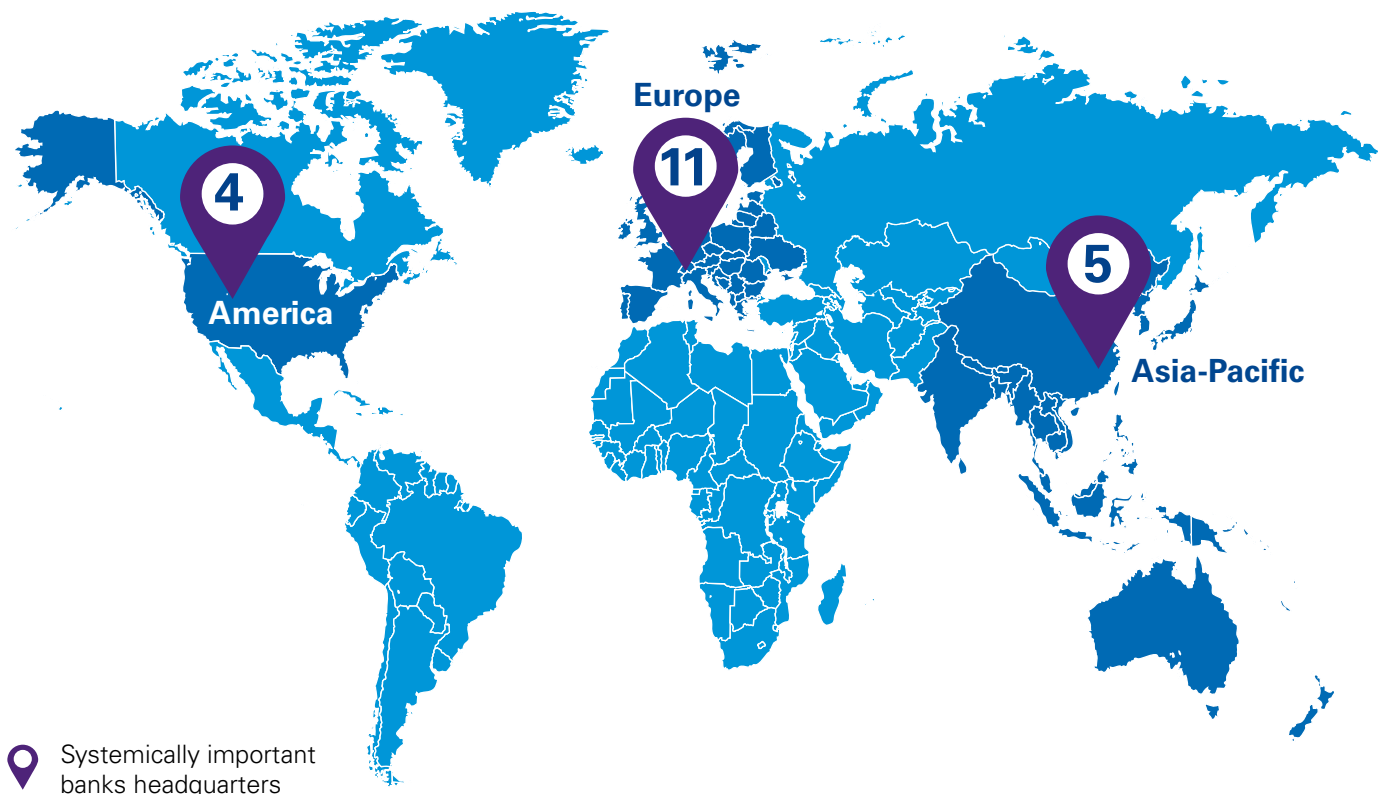 Europe
11
4
5
America
Asia-Pacific
Systemically important
banks headquarters